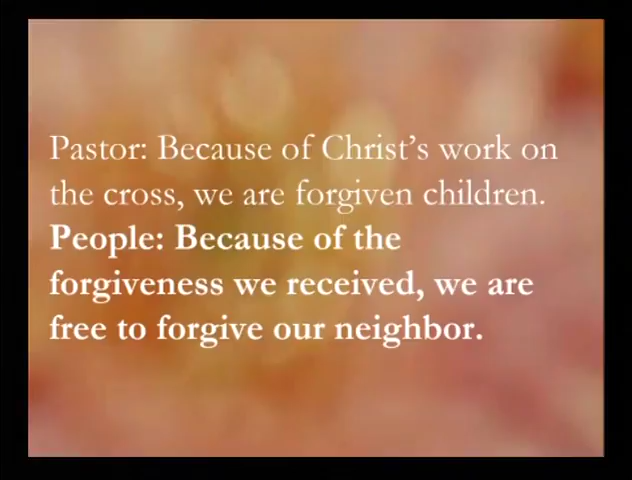 Pastor: Because of Christ’s work on
the cross, we are forgiven children.
People: Because of the
forgiveness we received, we are
free to forgive our neighbor.